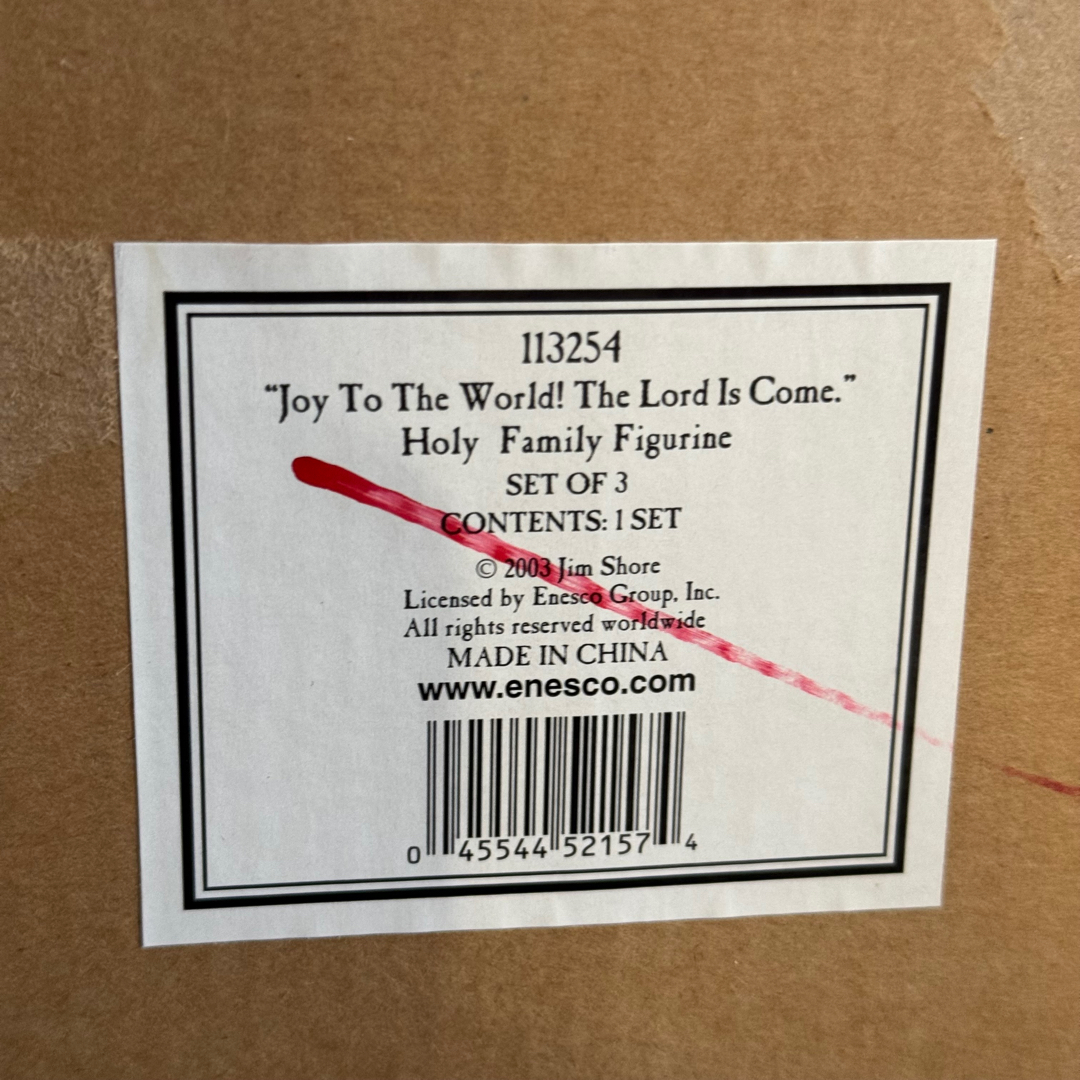 113254
“Joy To The World! The Lord Is Come.”
Holy Family Figurine
SET OF 3
CONTENTS: 1 SET
© 2003 Jim Shore
Licensed by Enesco Group, Inc.
All rights reserved worldwide
MADE IN CHINA
www.enesco.com
0 45544 52157 4